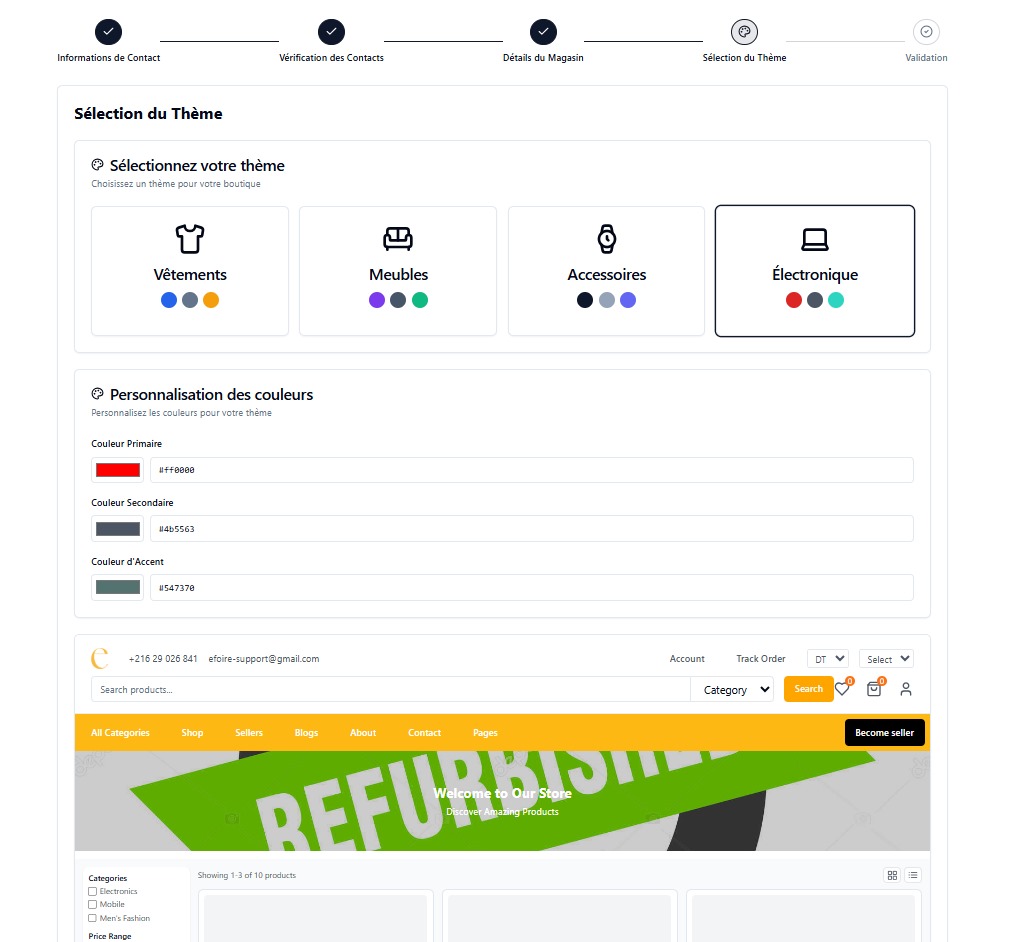 Informations de Contact
Vérification des Contacts
Détails du Magasin
Sélection du Thème
Validation
Sélection du Thème
Sélectionnez votre thème
Choisissez un thème pour votre boutique
Vêtements
Meubles
Accessoires
Électronique
Personnalisation des couleurs
Personnalisez les couleurs pour votre thème
Couleur Primaire
#ff0000
Couleur Secondaire
#4b5563
Couleur d'Accent
#547370
+216 29 026 841 efoire-support@gmail.com Account Track Order DT Select
Search products... Category Search 0 0
All Categories Shop Sellers Blogs About Contact Pages Become seller
REFURBISHED
Welcome to Our Store
Discover Amazing Products
Categories
Showing 1-3 of 10 products
Electronics
Mobile
Men's Fashion
Price Range